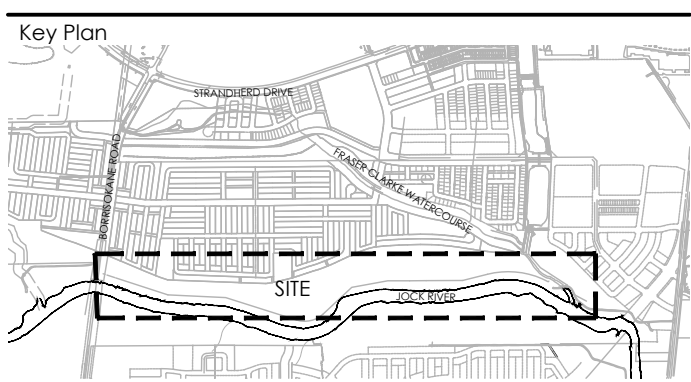 Key Plan
STRANDHERD DRIVE
BORRISOKANE ROAD
FRASER CLARKE WATERCOURSE
SITE
JOCK RIVER